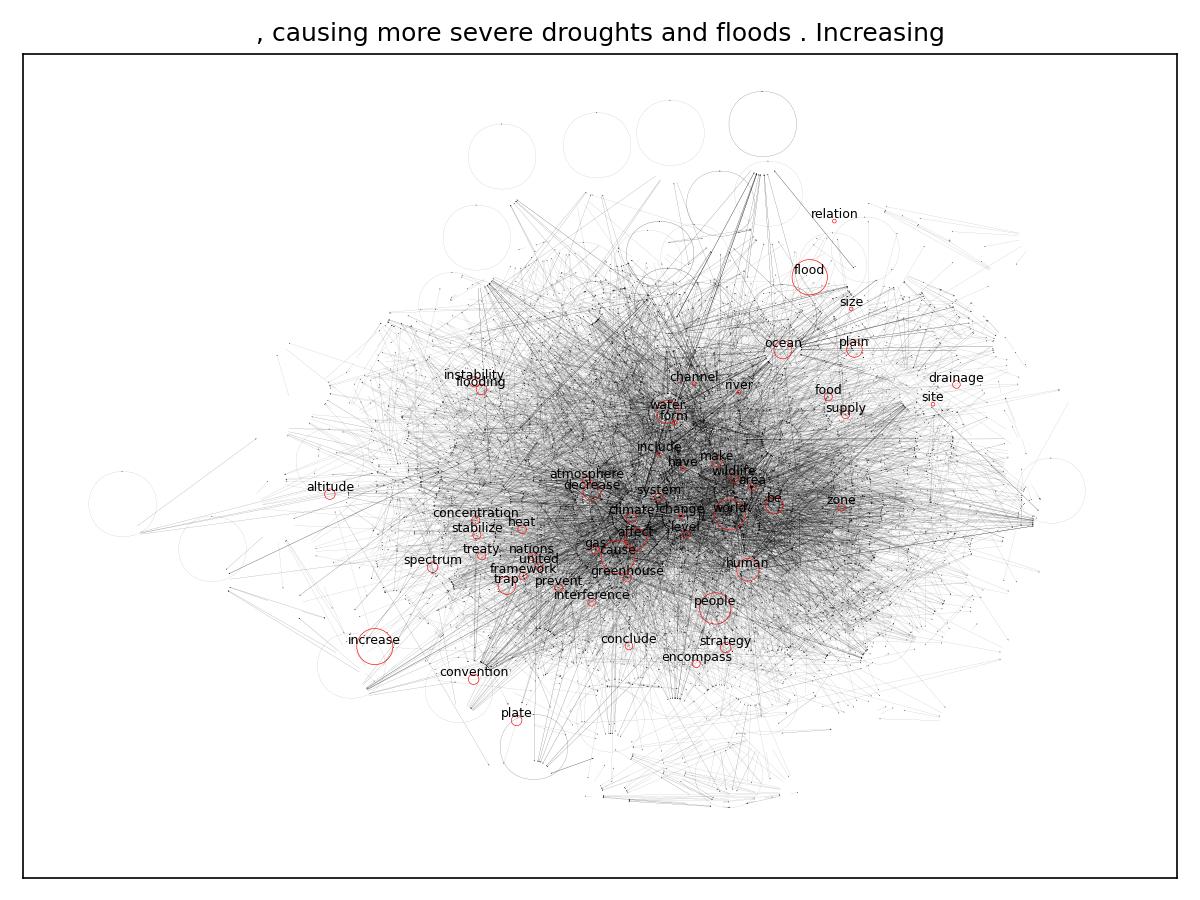 , causing more severe droughts and floods . Increasing
relation
flood
size
ocean
plain
channel
instability
flooding
river
drainage
food
site
water
supply
form
include
make
have
wildlife
atmosphere
area
decrease
altitude
system
be
zone
climate change
world
concentration
heat
stabilize
level
affect
gas
treaty
nations
cause
united
spectrum
human
framework
greenhouse
trap
prevent
interference
people
increase
conclude
strategy
encompass
convention
plate